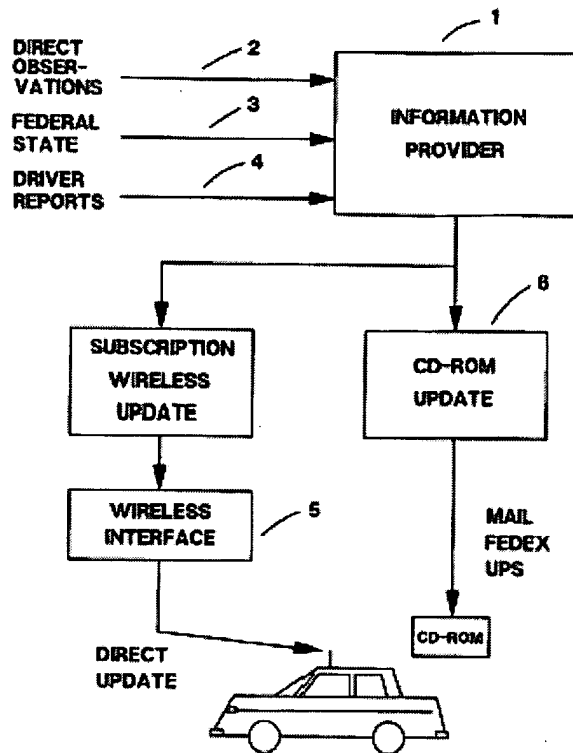 1
DIRECT
OBSER-
VATIONS
2
FEDERAL
STATE
3
DRIVER
REPORTS
4
INFORMATION
PROVIDER
6
SUBSCRIPTION
WIRELESS
UPDATE
CD-ROM
UPDATE
WIRELESS
INTERFACE
5
MAIL
FEDEX
UPS
CD-ROM
DIRECT
UPDATE